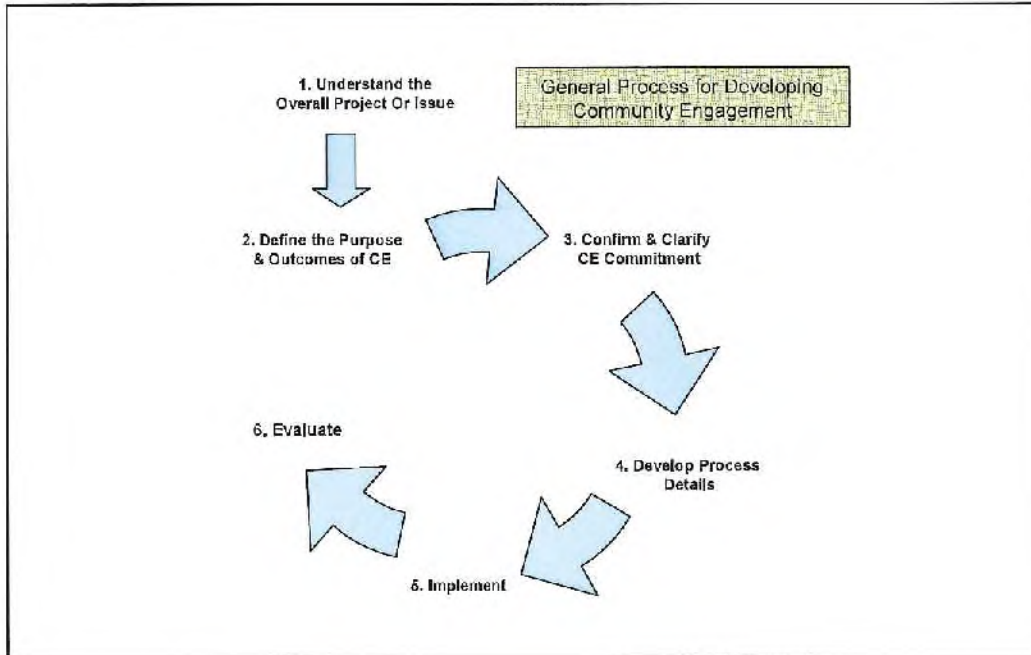 General Process for Developing
Community Engagement
1. Understand the
Overall Project Or Issue
2. Define the Purpose
& Outcomes of CE
3. Confirm & Clarify
CE Commitment
4. Develop Process
Details
5. Implement
6. Evaluate